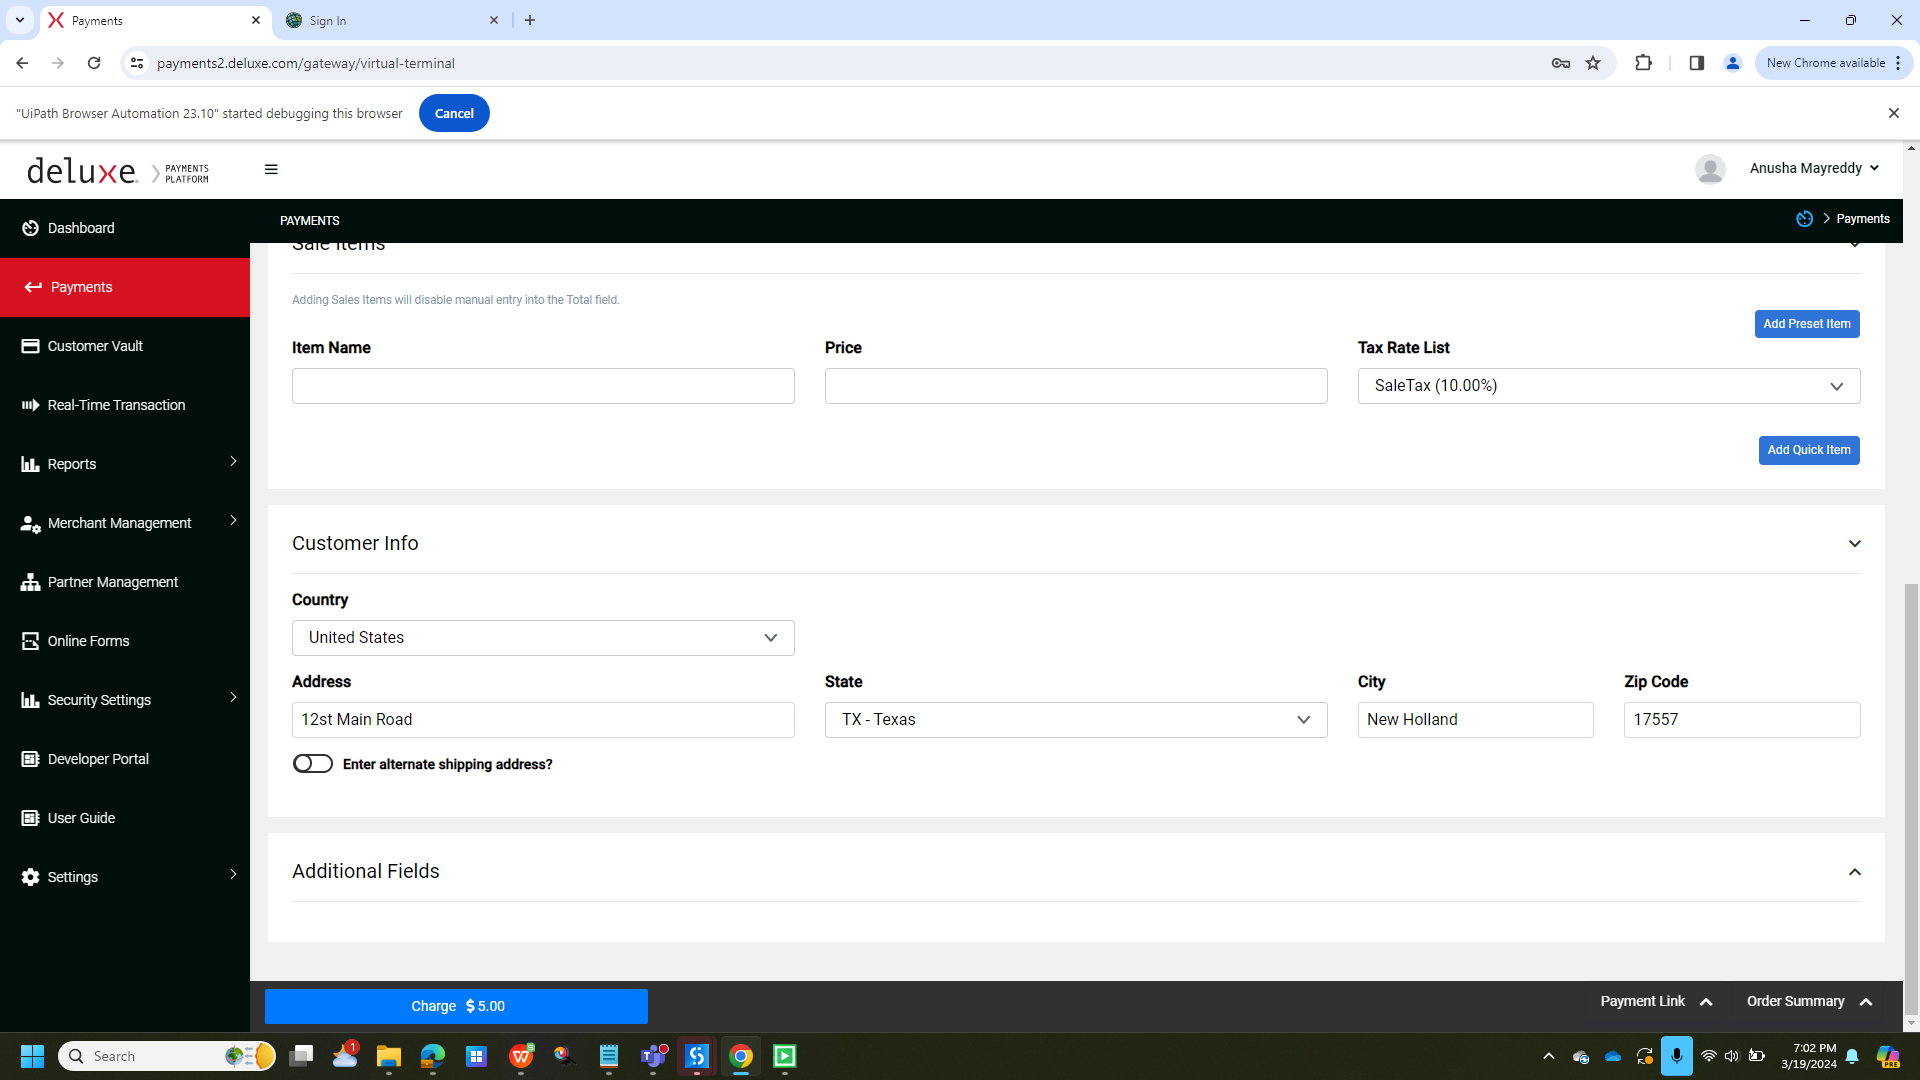 Payments
Sign In
payments2.deluxe.com/gateway/virtual-terminal
New Chrome available
"UiPath Browser Automation 23.10" started debugging this browser
Cancel
deluxe.
PAYMENTS
PLATFORM
Anusha Mayreddy
Dashboard
PAYMENTS
Payments
Payments
Customer Vault
Real-Time Transaction
Reports
Merchant Management
Partner Management
Online Forms
Security Settings
Developer Portal
User Guide
Settings
Sale Items
Adding Sales Items will disable manual entry into the Total field.
Add Preset Item
Item Name
Price
Tax Rate List
SaleTax (10.00%)
Add Quick Item
Customer Info
Country
United States
Address
State
City
Zip Code
12st Main Road
TX - Texas
New Holland
17557
Enter alternate shipping address?
Additional Fields
Charge $ 5.00
Payment Link
Order Summary
Search
1
7:02 PM
3/19/2024
PRE